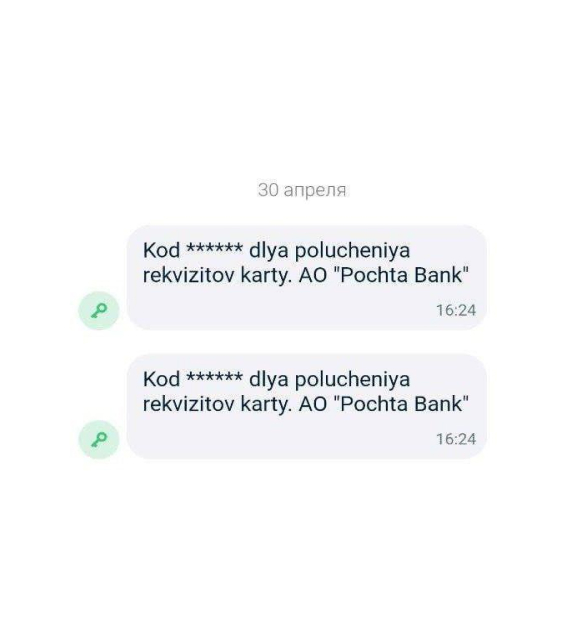 30 апреля
Kod ****** dlya polucheniya
rekvizitov karty. AO "Pochta Bank"
16:24
Kod ****** dlya polucheniya
rekvizitov karty. AO "Pochta Bank"
16:24